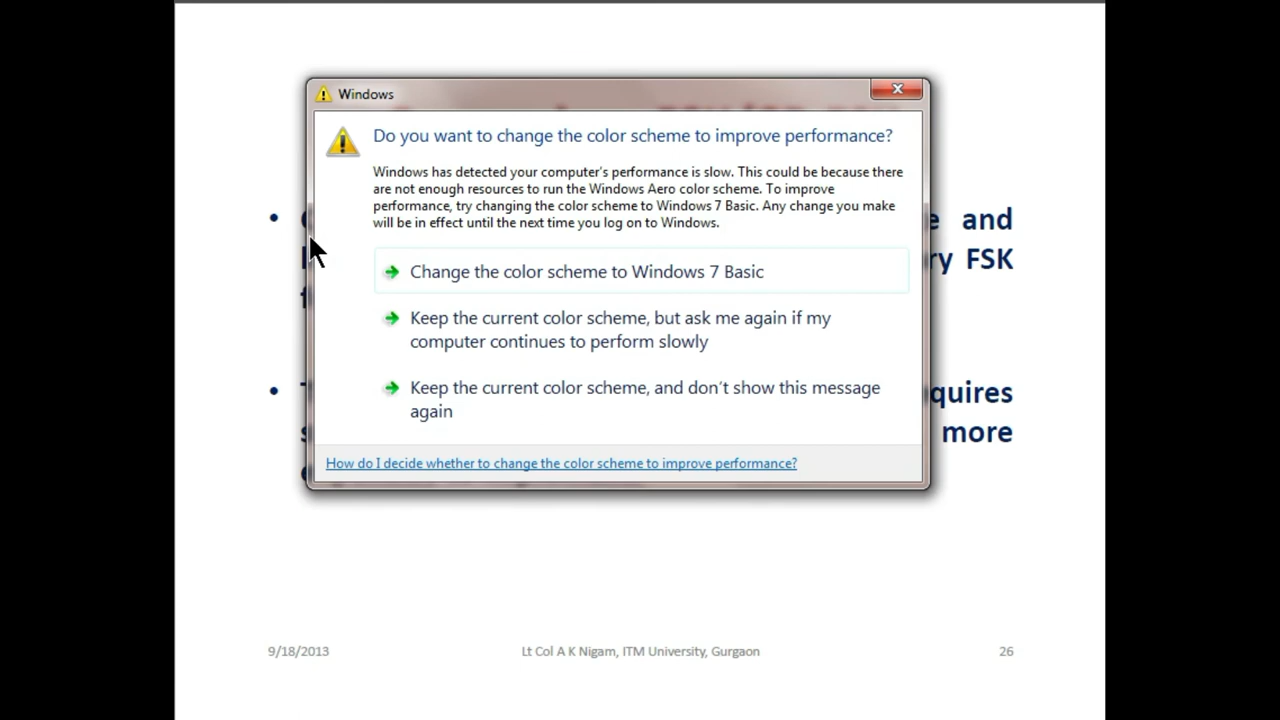 Windows
Do you want to change the color scheme to improve performance?
Windows has detected your computer's performance is slow. This could be because there
are not enough resources to run the Windows Aero color scheme. To improve
performance, try changing the color scheme to Windows 7 Basic. Any change you make
will be in effect until the next time you log on to Windows.
Change the color scheme to Windows 7 Basic
Keep the current color scheme, but ask me again if my
computer continues to perform slowly
Keep the current color scheme, and don't show this message
again
How do I decide whether to change the color scheme to improve performance?
• and
FSK
•
more
9/18/2013 Lt Col A K Nigam, ITM University, Gurgaon 26